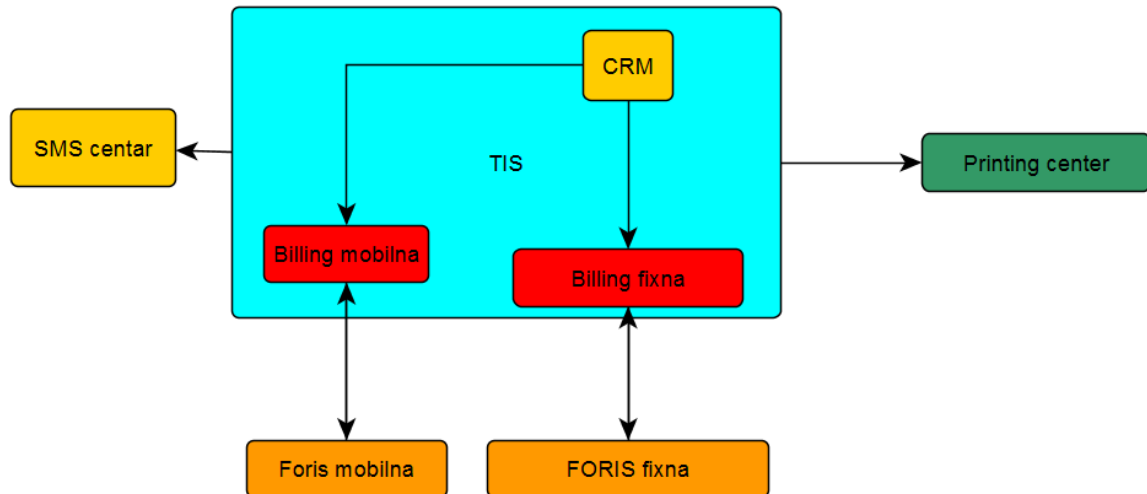 CRM
SMS centar
TIS
Printing center
Billing mobilna
Billing fixna
Foris mobilna
FORIS fixna